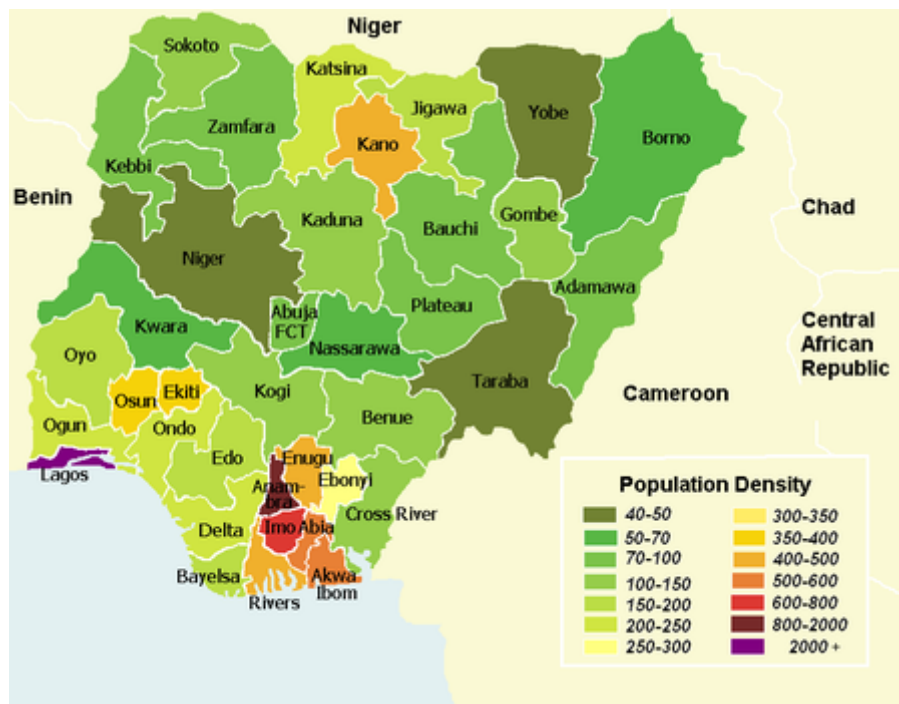 Niger
Sokoto
Katsina
Jigawa
Yobe
Zamfara
Kano
Borno
Kebbi
Benin
Chad
Kaduna
Gombe
Bauchi
Niger
Adamawa
Plateau
Abuja
FCT
Kwara
Nassarawa
Central
African
Republic
Oyo
Taraba
Cameroon
Kogi
Ekiti
Osun
Benue
Ogun
Ondo
Edo
Enugu
Lagos
Ebonyi
Anam-
bra
Cross River
Imo
Abia
Delta
Bayelsa
Akwa
Ibom
Rivers
Population Density
40-50
50-70
70-100
100-150
150-200
200-250
250-300
300-350
350-400
400-500
500-600
600-800
800-2000
2000 +